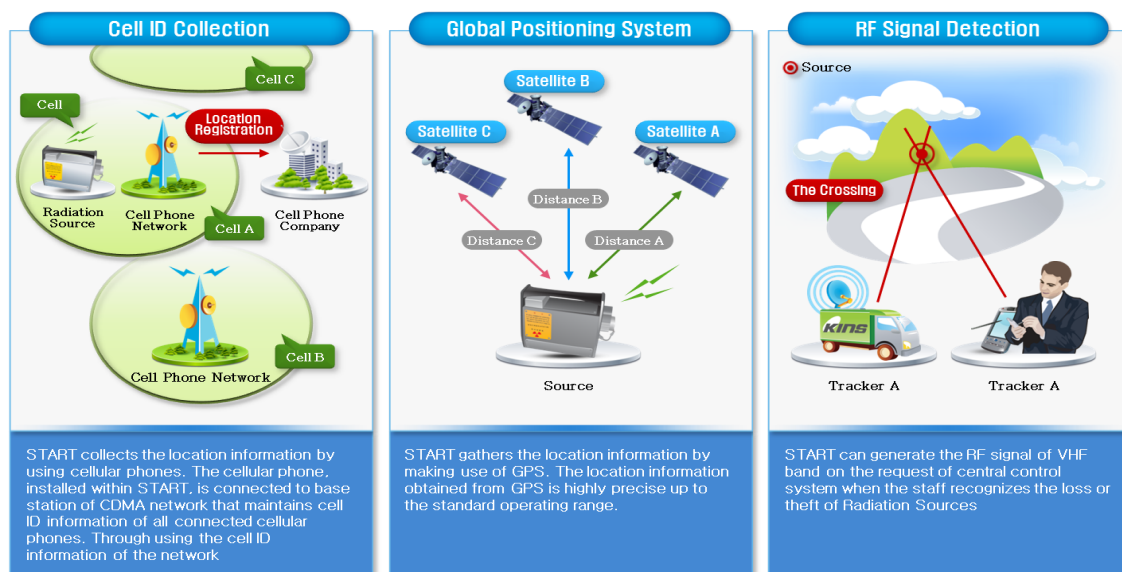 Cell ID Collection
Cell C
Cell
Location
Registration
Radiation
Source
Cell Phone
Network
Cell A
Cell Phone
Company
Cell B
Cell Phone Network
START collects the location information by
using cellular phones. The cellular phone,
installed within START, is connected to base
station of CDMA network that maintains cell
ID information of all connected cellular
phones. Through using the cell ID
information of the network
Global Positioning System
Satellite B
Satellite C
Satellite A
Distance B
Distance C
Distance A
Source
START gathers the location information by
making use of GPS. The location information
obtained from GPS is highly precise up to
the standard operating range.
RF Signal Detection
Source
The Crossing
KINS
Tracker A
Tracker A
START can generate the RF signal of VHF
band on the request of central control
system when the staff recognizes the loss or
theft of Radiation Sources